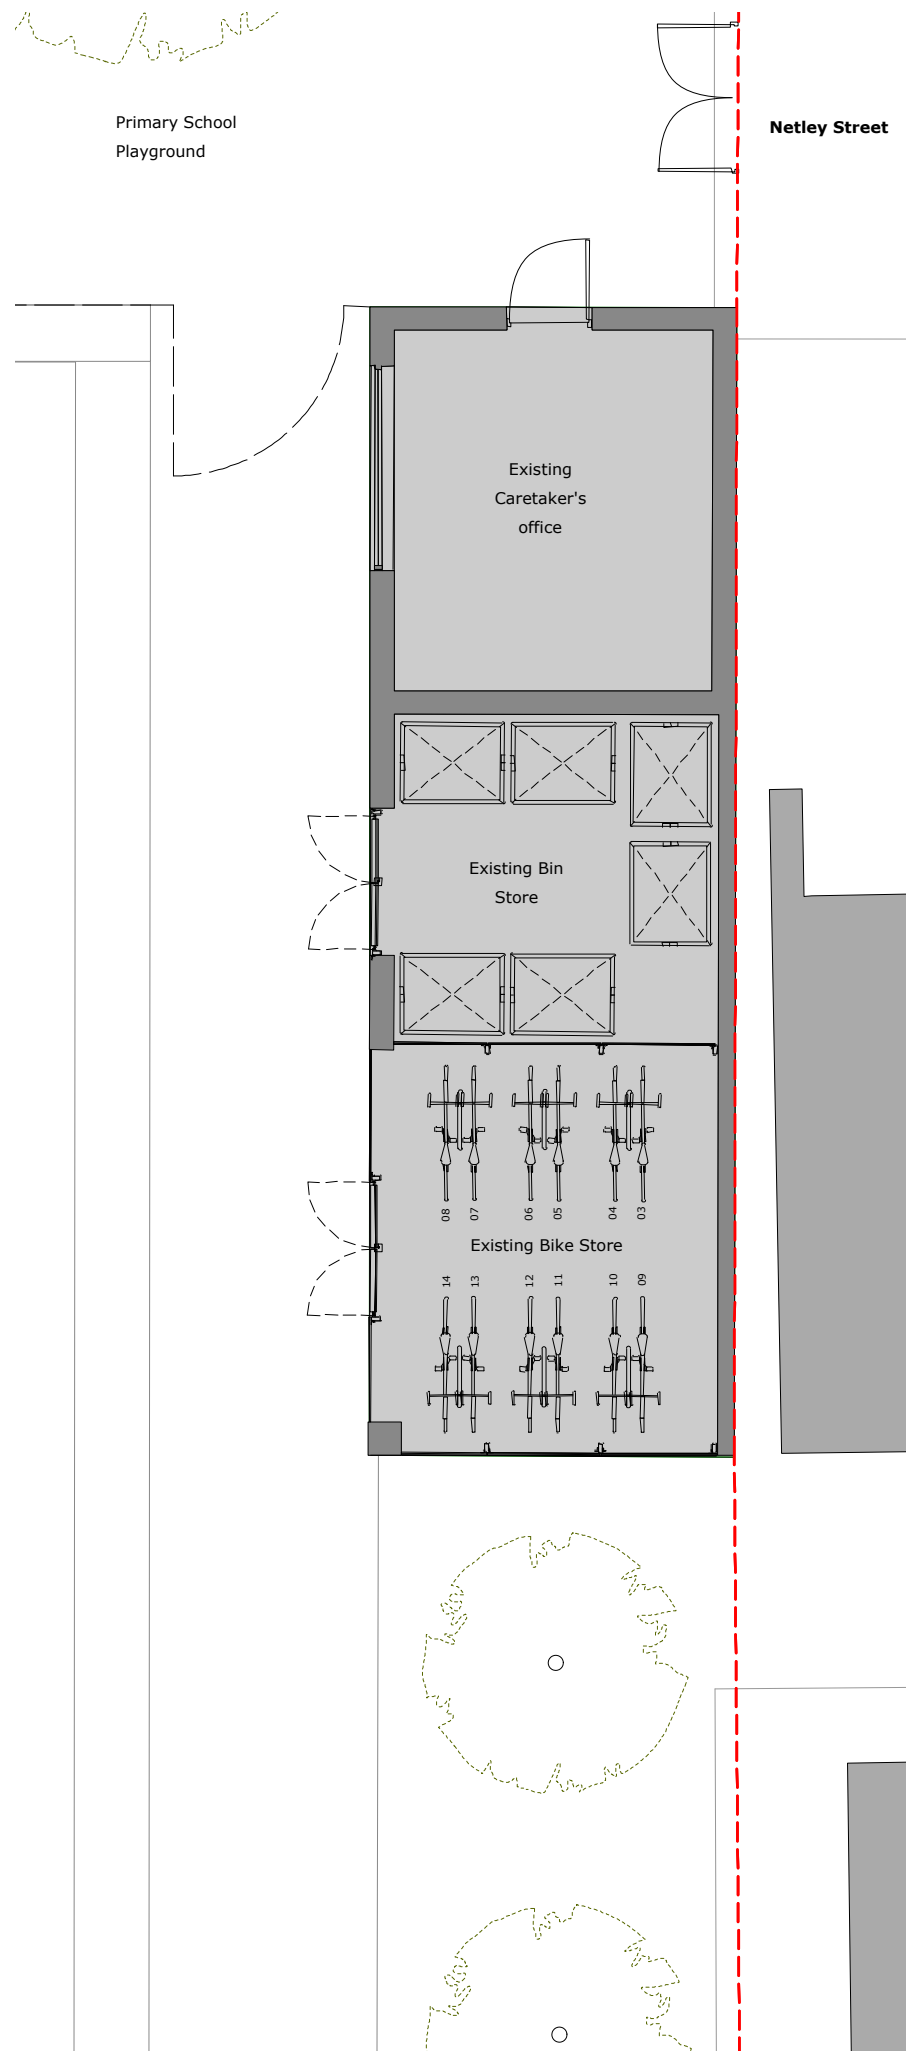 Primary School
Playground
Netley Street
Existing
Caretaker's
office
Existing Bin
Store
08 07 06 05 04 03
Existing Bike Store
14 13 12 11 10 09